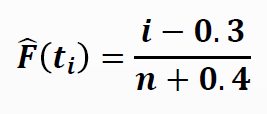 F̂(tᵢ) = (i − 0.3) / (n + 0.4)